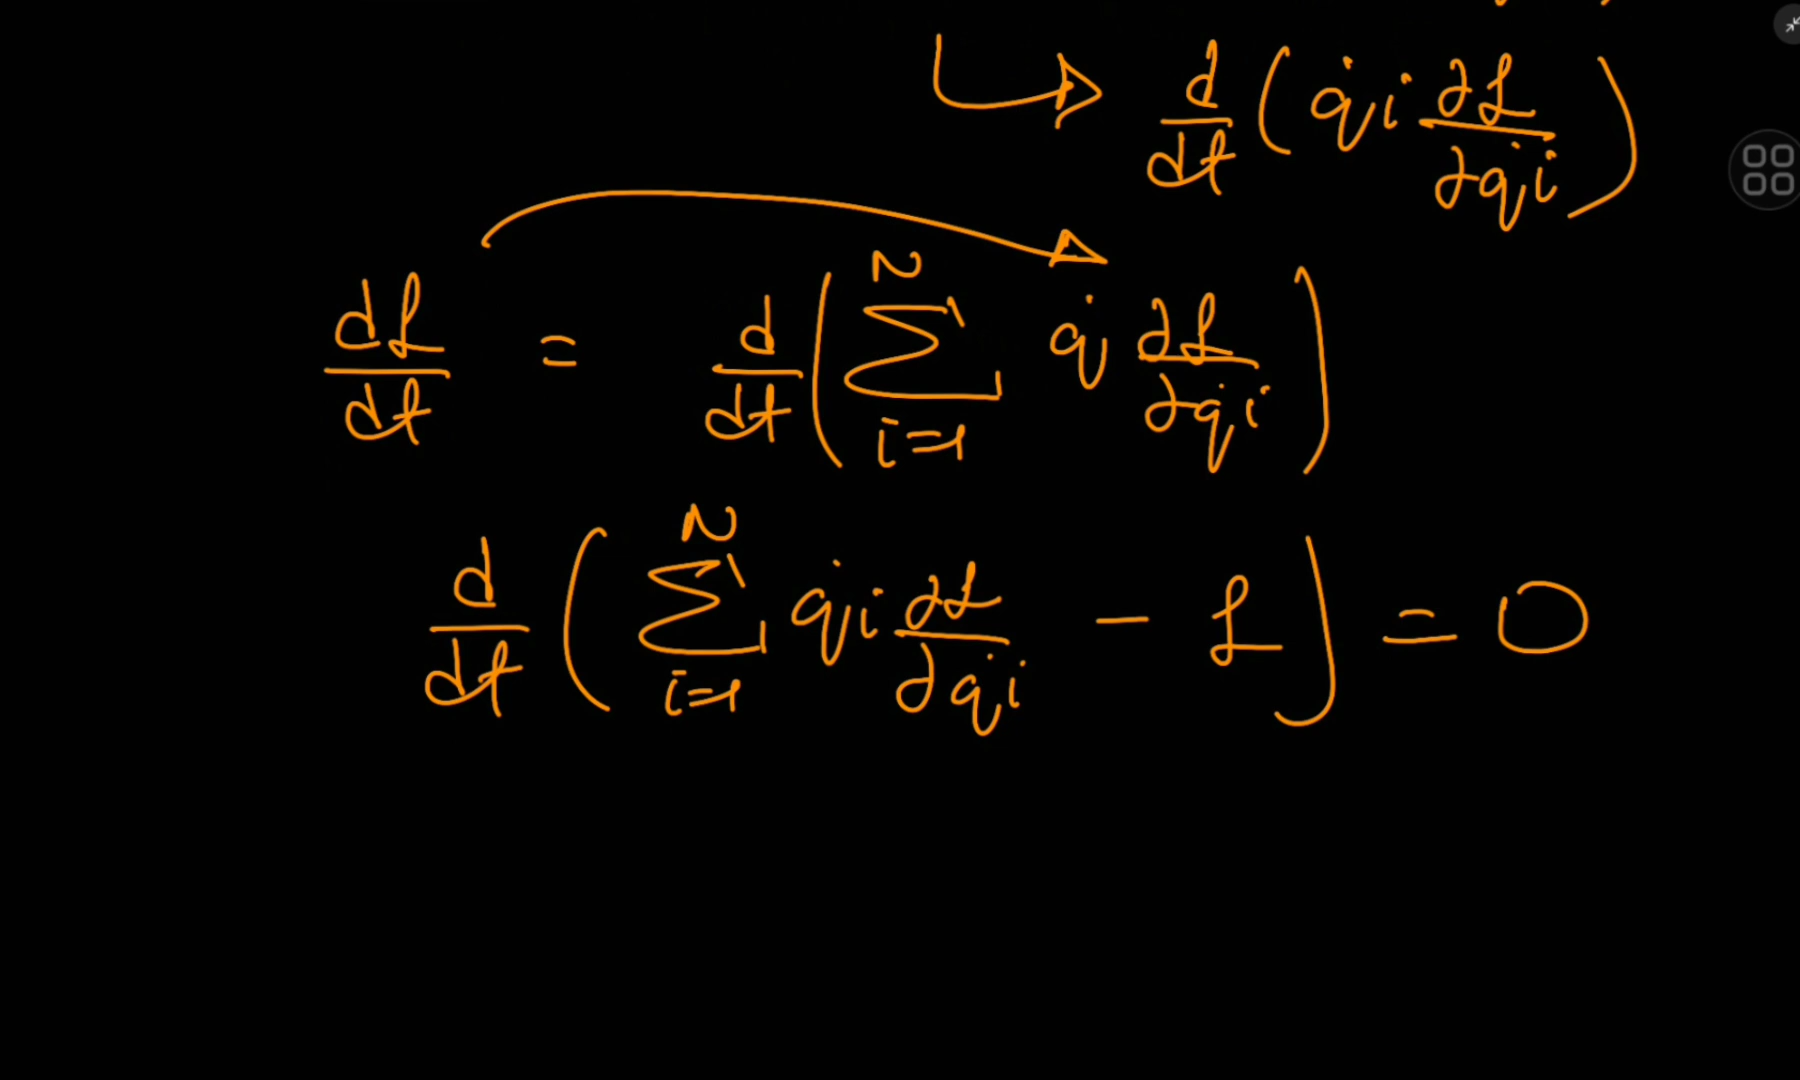 d/dt ( q̇i ∂ℒ/∂q̇i )
dℒ/dt = d/dt ( ∑_{i=1}^{N} q̇ ∂ℒ/∂q̇i )
d/dt ( ∑_{i=1}^{N} q̇i ∂ℒ/∂q̇i - ℒ ) = 0